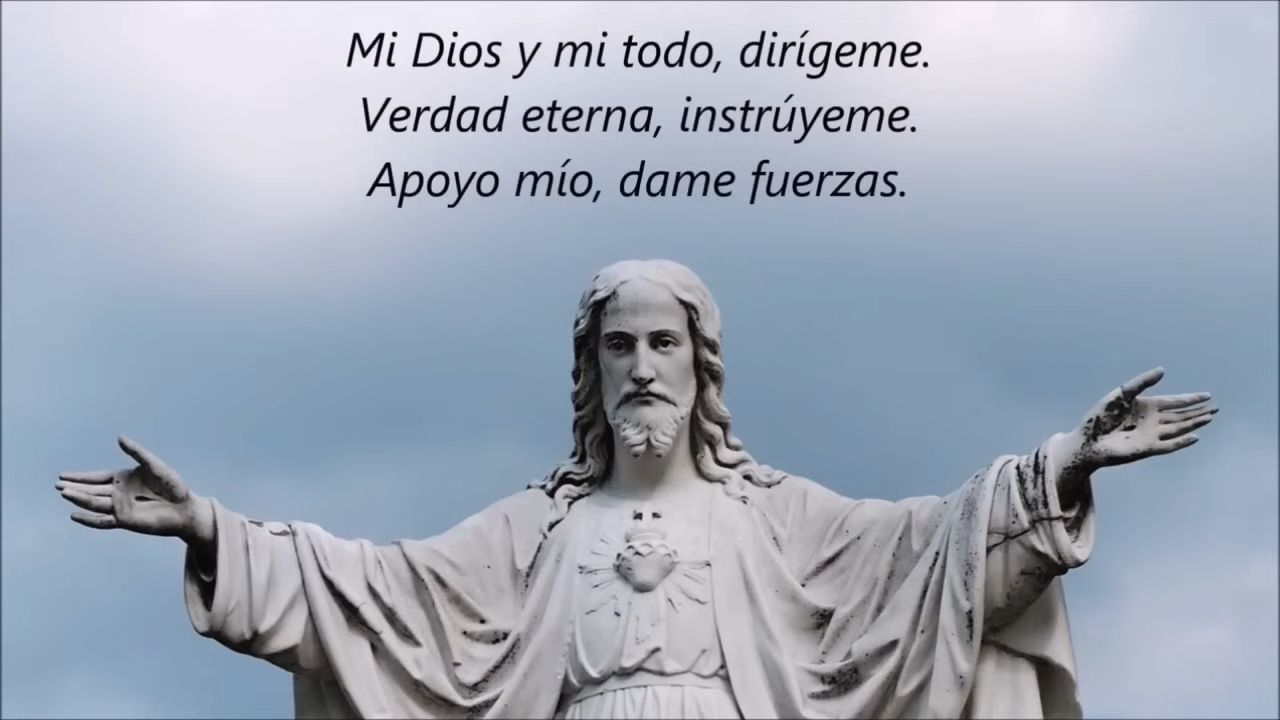 Mi Dios y mi todo, dirígeme.
Verdad eterna, instrúyeme.
Apoyo mío, dame fuerzas.